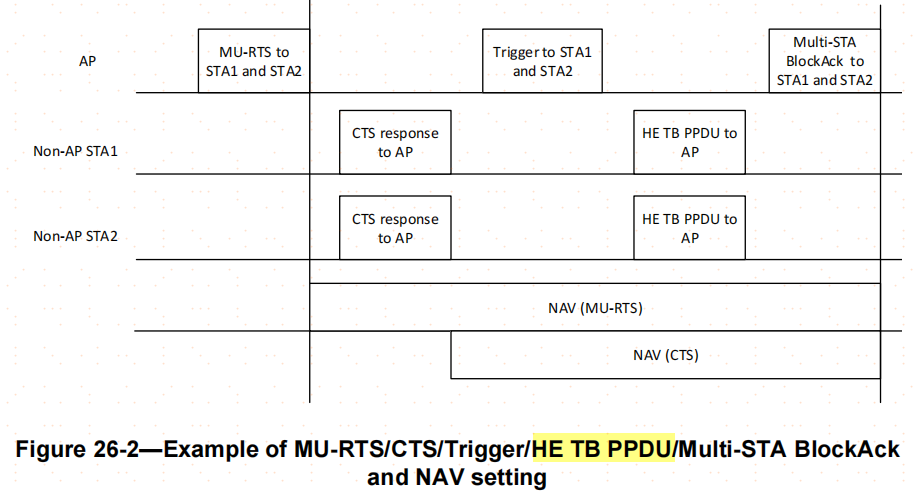 AP
MU-RTS to
STA1 and STA2
Trigger to STA1
and STA2
Multi-STA
BlockAck to
STA1 and STA2
Non-AP STA1
CTS response
to AP
HE TB PPDU to
AP
Non-AP STA2
CTS response
to AP
HE TB PPDU to
AP
NAV (MU-RTS)
NAV (CTS)
Figure 26-2—Example of MU-RTS/CTS/Trigger/HE TB PPDU/Multi-STA BlockAck
and NAV setting